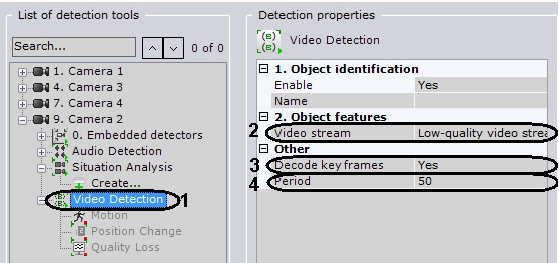 List of detection tools
Search...
0 of 0
1. Camera 1
4. Camera 3
7. Camera 4
9. Camera 2
0. Embedded detectors
Audio Detection
Situation Analysis
Create...
Video Detection
1
Motion
Position Change
Quality Loss
Detection properties
Video Detection
1. Object identification
Enable Yes
Name
2. Object features
2 Video stream Low-quality video strea
Other
3 Decode key frames Yes
4 Period 50